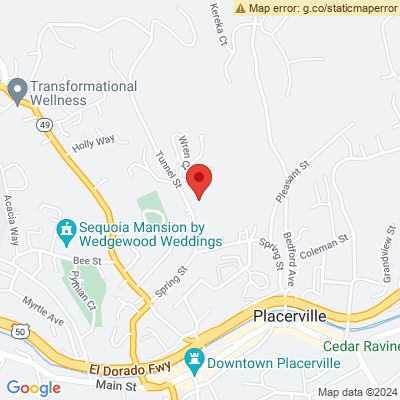 Map error: g.co/staticmaperror
Kereka Ct
Transformational
Wellness
49
Holly Way
Wren Ct
Tunnel St
Pleasant St
Acacia Way
Sequoia Mansion by
Wedgewood Weddings
Bee St
Spring St
Bedford Ave
Coleman St
Grandview St
Pythian Ct
Spring St
Myrtle Ave
50
Placerville
El Dorado Fwy
Cedar Ravine
Downtown Placerville
Main St
Google
Map data ©2024